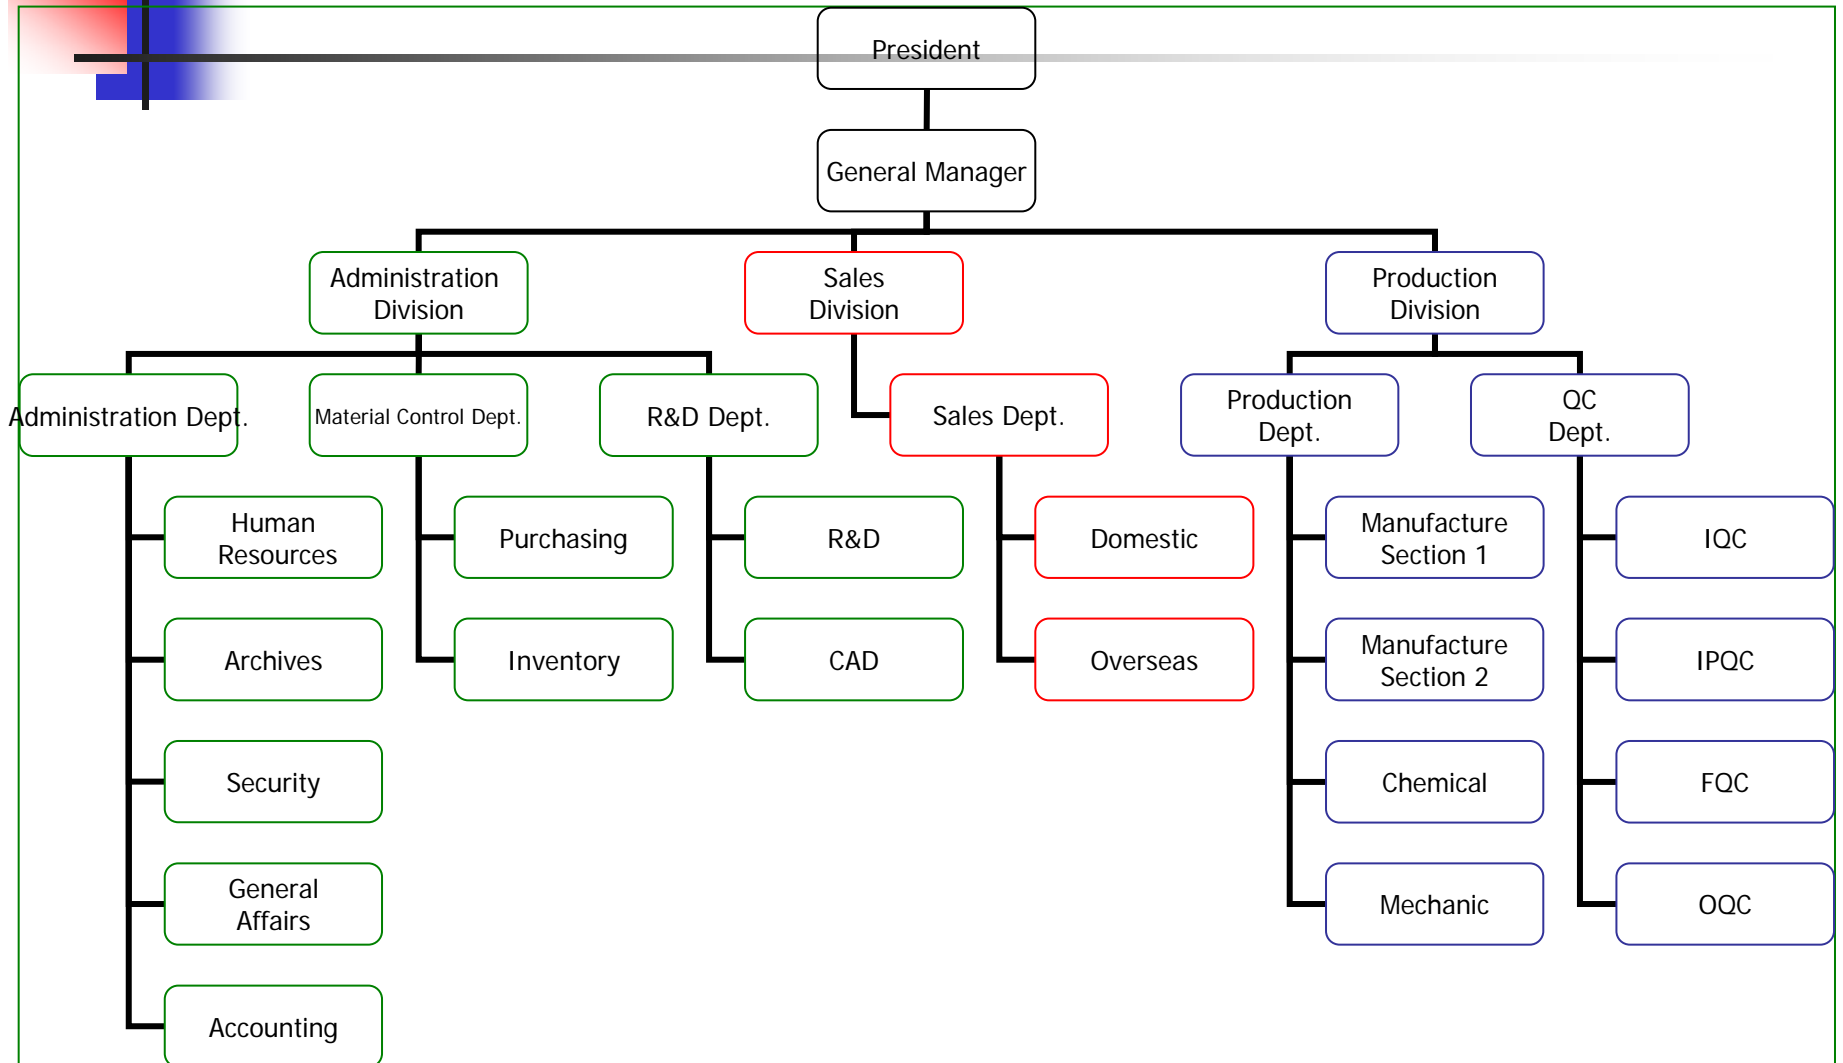 President
General Manager
Administration
Division
Sales
Division
Production
Division
Administration Dept.
Material Control Dept.
R&D Dept.
Sales Dept.
Production
Dept.
QC
Dept.
Human
Resources
Purchasing
R&D
Domestic
Manufacture
Section 1
IQC
Archives
Inventory
CAD
Overseas
Manufacture
Section 2
IPQC
Security
Chemical
FQC
General
Affairs
Mechanic
OQC
Accounting